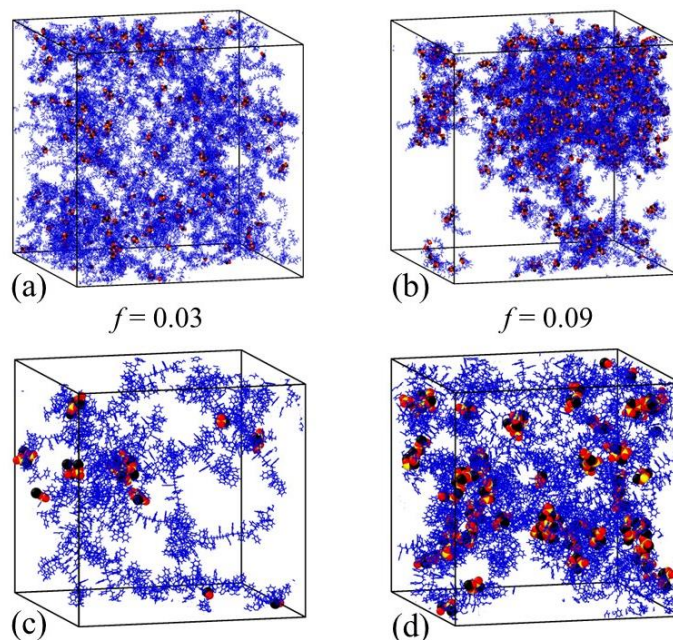 (a)
(b)
f = 0.03
f = 0.09
(c)
(d)